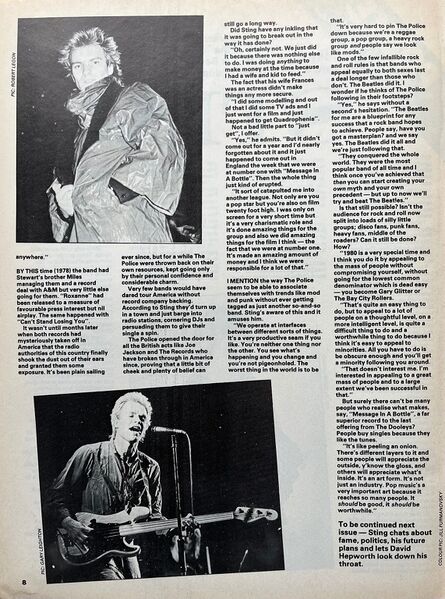 PIC: ROBERT LEGON
anywhere."
BY THIS time (1978) the band had
Stewart's brother Miles
managing them and a record
deal with A&M but very little else
going for them. "Roxanne" had
been released to a measure of
favourable press interest but nil
airplay. The same happened with
"Can't Stand Losing You".
It wasn't until months later
when both records had
mysteriously taken off in
America that the radio
authorities of this country finally
shook the dust out of their ears
and granted them some
exposure. It's been plain sailing
ever since, but for a while The
Police were thrown back on their
own resources, kept going only
by their personal confidence and
considerable charm.
Very few bands would have
dared tour America without
record company backing.
According to Sting they'd turn up
in a town and just barge into
radio stations, cornering DJs and
persuading them to give their
single a spin.
The Police opened the door for
all the British acts like Joe
Jackson and The Records who
have broken through in America
since, proving that a little bit of
cheek and plenty of belief can
still go a long way.
Did Sting have any inkling that
it was going to break out in the
way it has done?
"Oh, certainly not. We just did
it because there was nothing else
to do. I was doing anything to
make money at the time because
I had a wife and kid to feed."
The fact that his wife Frances
was an actress didn't make
things any more secure.
"I did some modelling and out
of that I did some TV ads and I
just went for a film and just
happened to get Quadrophenia".
Not a bad little part to "just
get", I offer.
"Yes," he admits. "But it didn't
come out for a year and I'd nearly
forgotten about it and it just
happened to come out in
England the week that we were
at number one with "Message In
A Bottle". Then the whole thing
just kind of erupted.
"It sort of catapulted me into
another league. Not only are you
a pop star but you're also on film
twenty foot high. I was only on
screen for a very short time but
it's a very charismatic role and
it's done amazing things for the
group and also we did amazing
things for the film I think — the
fact that we were at number one.
It's made an amazing amount of
money and I think we were
responsible for a lot of that."
I MENTION the way The Police
seem to be able to associate
themselves with trends like mod
and punk without ever getting
tagged as just another so-and-so
band. Sting's aware of this and it
amuses him.
"We operate at interfaces
between different sorts of things.
It's a very productive seam if you
like. You're neither one thing nor
the other. You see what's
happening and you change and
you're not pigeonholed. The
worst thing in the world is to be
that.
"It's very hard to pin The Police
down because we're a reggae
group, a pop group, a heavy rock
group and people say we look
like mods."
One of the few infallible rock
and roll rules is that bands who
appeal equally to both sexes last
a deal longer than those who
don't. The Beatles did it. I
wonder if he thinks of The Police
following in their footsteps?
"Yes," he says without a
second's hesitation. "The Beatles
for me are a blueprint for any
success that a rock band hopes
to achieve. People say, have you
got a masterplan? and we say
yes. The Beatles did it all and
we're just following that.
"They conquered the whole
world. They were the most
popular band of all time and I
think once you've achieved that
then you can start creating your
own myth and your own
precedent — but up to now we'll
try and beat The Beatles."
Is that still possible? Isn't the
audience for rock and roll now
split into loads of silly little
groups; disco fans, punk fans,
heavy fans, middle of the
roaders? Can it still be done?
How?
"1980 is a very special time and
I think you do it by appealing to
the mass of people without
compromising yourself, without
going for the lowest common
denominator which is dead easy
— you become Gary Glitter or
The Bay City Rollers.
"That's quite an easy thing to
do, but to appeal to a lot of
people on a thoughtful level, on a
more intelligent level, is quite a
difficult thing to do and a
worthwhile thing to do because I
think it's easy to appeal to
minorities. All you have to do is
be obscure enough and you'll get
a minority following you around.
"That doesn't interest me. I'm
interested in appealing to a great
mass of people and to a large
extent we've been successful in
that."
But surely there can't be many
people who realise what makes,
say, "Message In A Bottle", a far
superior record to the last
offering from The Dooleys?
People buy singles because they
like the tunes.
"It's like peeling an onion.
There's different layers to it and
some people will appreciate the
outside, y'know the gloss, and
others will appreciate what's
inside. It's an art form. It's not
just an industry. Pop music's a
very important art because it
reaches so many people. It
should be good, it should be
worthwhile."
To be continued next
issue — Sting chats about
fame, politics, his future
plans and lets David
Hepworth look down his
throat.
PIC: GARY LEIGHTON
COLOUR PIC: JILL FURMANOVSKY
8